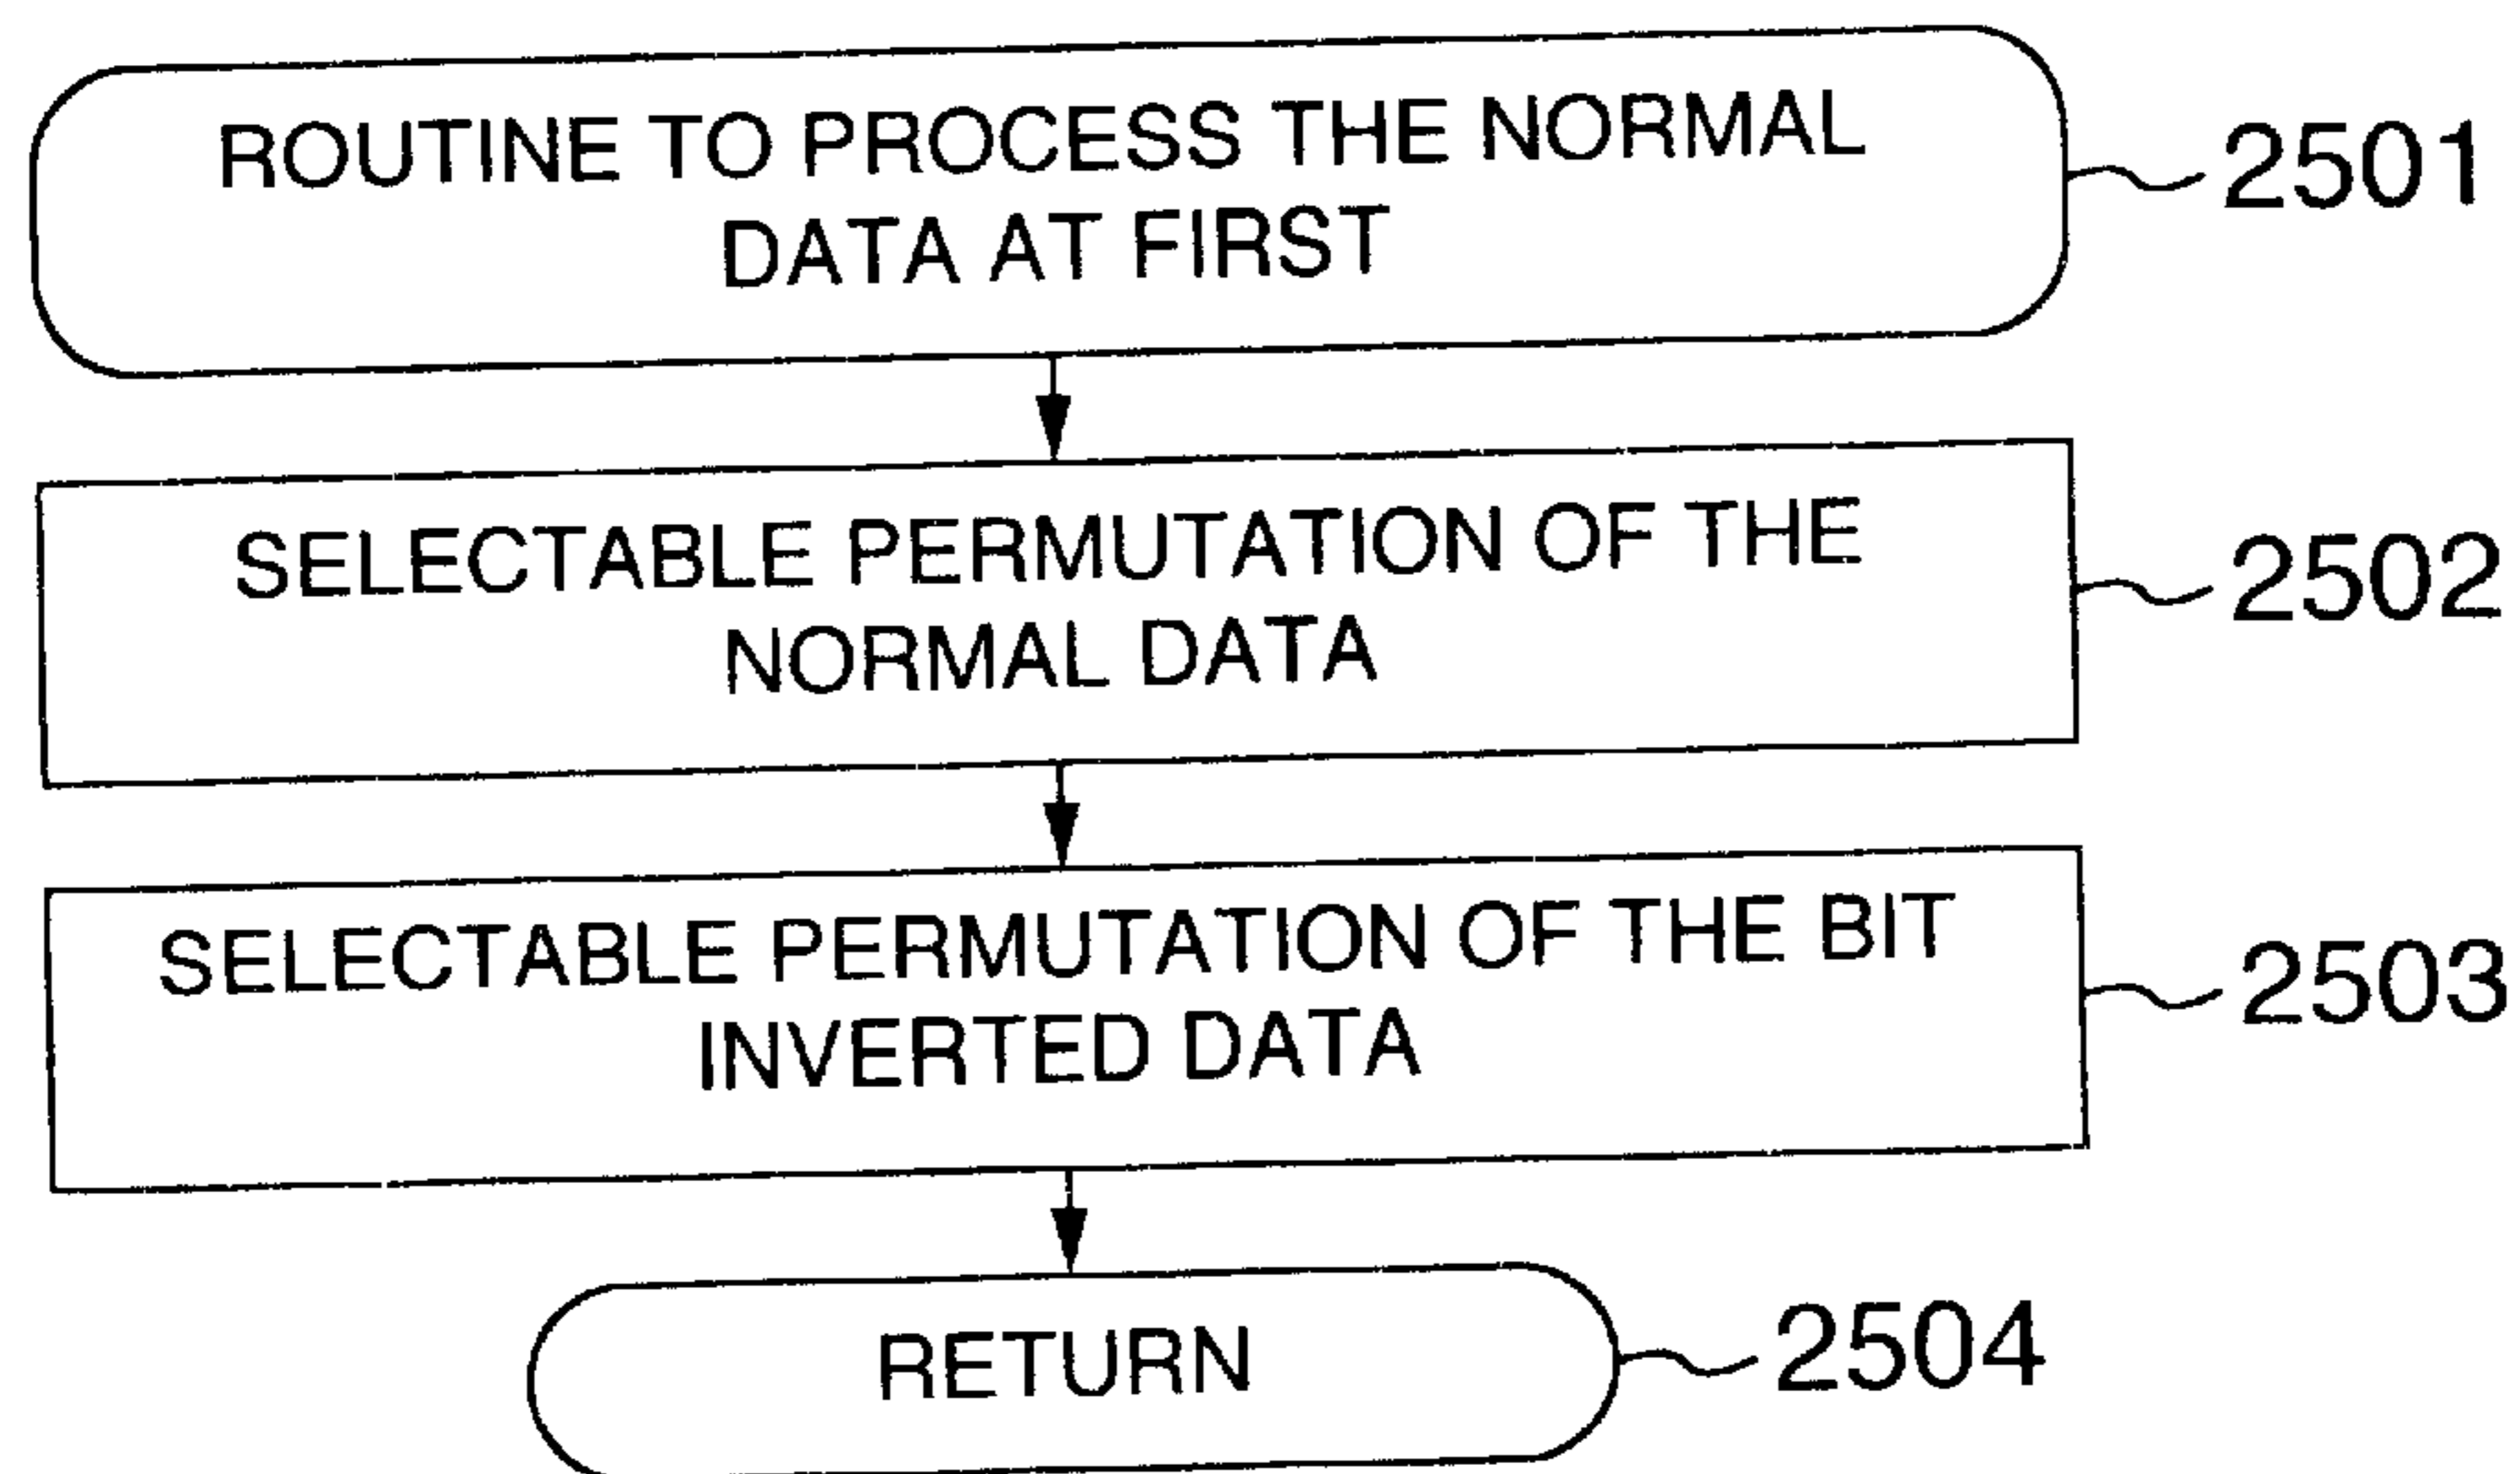 ROUTINE TO PROCESS THE NORMAL
DATA AT FIRST
2501
SELECTABLE PERMUTATION OF THE
NORMAL DATA
2502
SELECTABLE PERMUTATION OF THE BIT
INVERTED DATA
2503
RETURN
2504